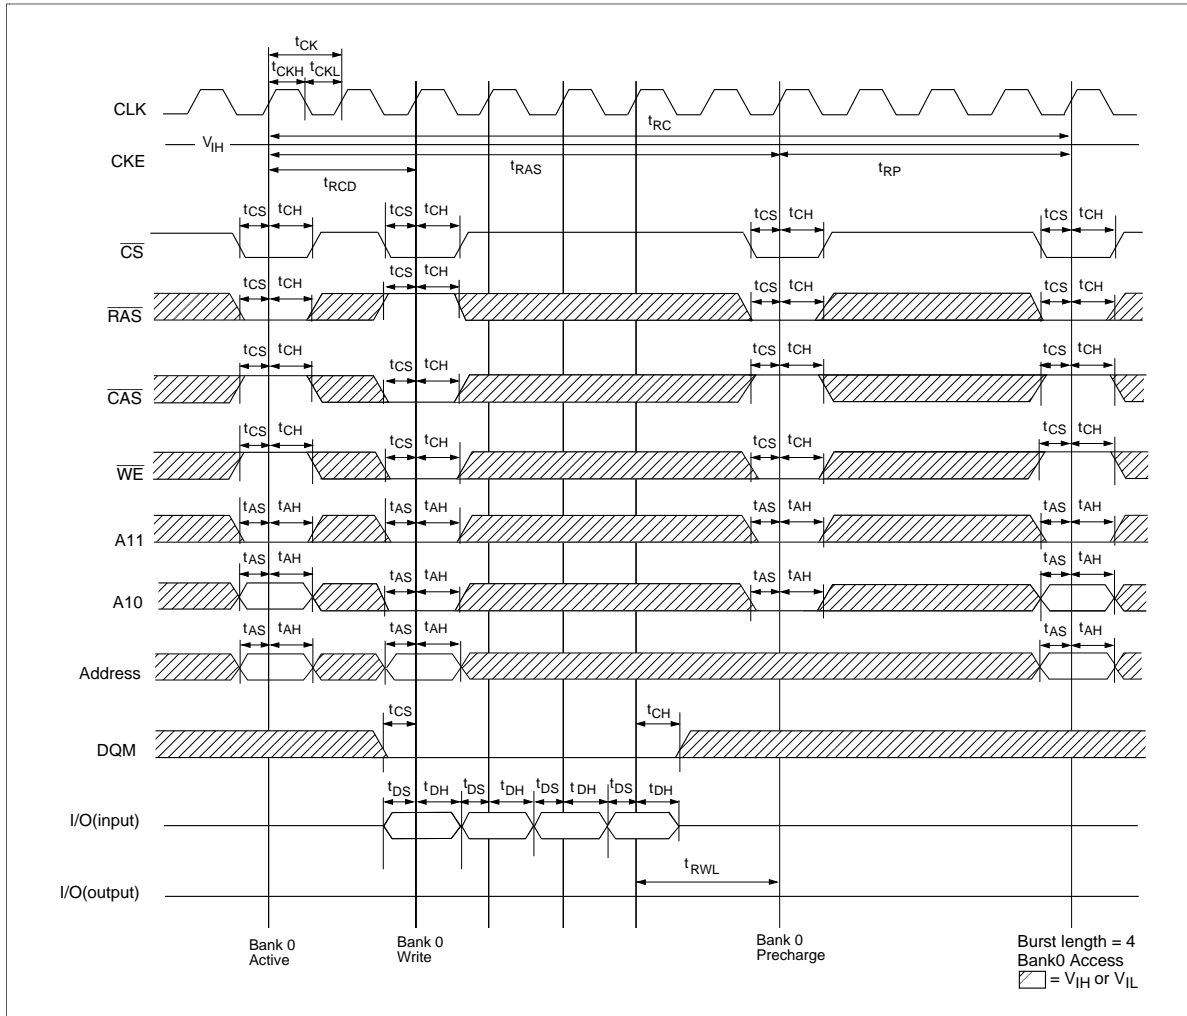 tCK
tCKH tCKL
CLK
tRC
VIH
CKE
tRAS tRP
tRCD
tCS tCH tCS tCH tCS tCH tCS tCH
CS
tCS tCH tCS tCH tCS tCH tCS tCH
RAS
tCS tCH tCS tCH tCS tCH tCS tCH
CAS
tCS tCH tCS tCH tCS tCH tCS tCH
WE
tAS tAH tAS tAH tAS tAH tAS tAH
A11
tAS tAH tAS tAH tAS tAH tAS tAH
A10
tAS tAH tAS tAH tAS tAH
Address
tCS tCH
DQM
tDS tDH tDS tDH tDS tDH tDS tDH
I/O(input)
tRWL
I/O(output)
Bank 0
Active
Bank 0
Write
Bank 0
Precharge
Burst length = 4
Bank0 Access
= VIH or VIL